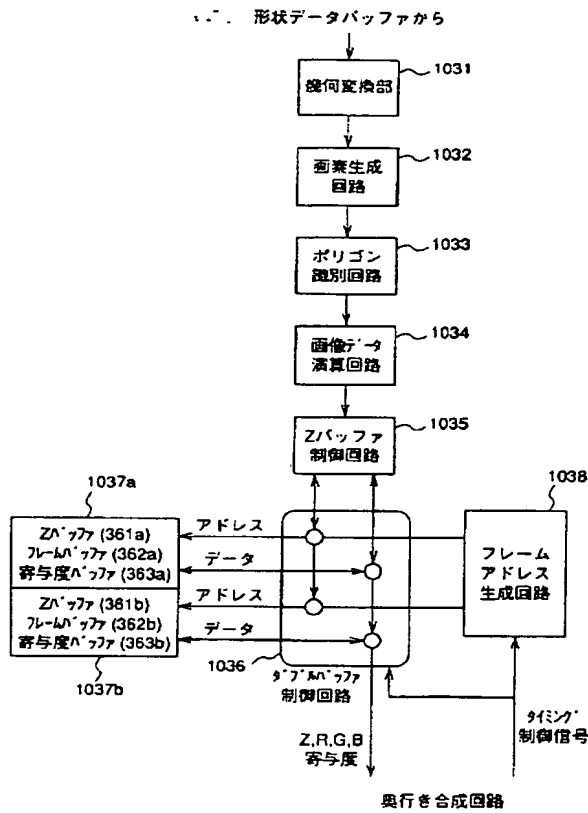 形状データバッファから
1031
幾何変換部
1032
画素生成
回路
1033
ポリゴン
識別回路
1034
画像データ
演算回路
1035
Zバッファ
制御回路
1037a
1038
Zバッファ(361a)
フレームバッファ(362a)
寄与度バッファ(363a)
アドレス
データ
フレーム
アドレス
生成回路
Zバッファ(361b)
フレームバッファ(362b)
寄与度バッファ(363b)
アドレス
データ
1037b
1036
ダブルバッファ
制御回路
タイミング
制御信号
Z,R,G,B
寄与度
奥行き合成回路